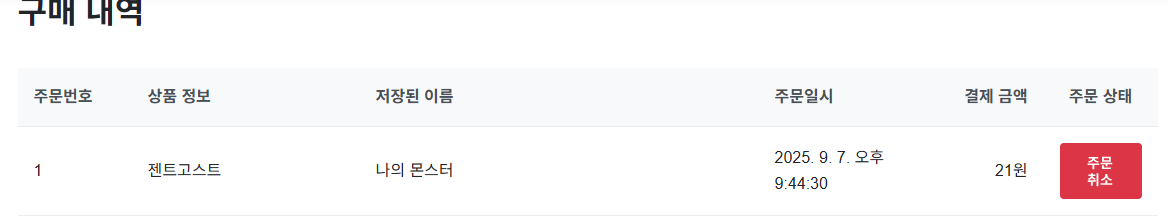 구매 내역
주문번호 상품 정보 저장된 이름 주문일시 결제 금액 주문 상태
1 젠트고스트 나의 몬스터 2025. 9. 7. 오후 9:44:30 21원 주문 취소